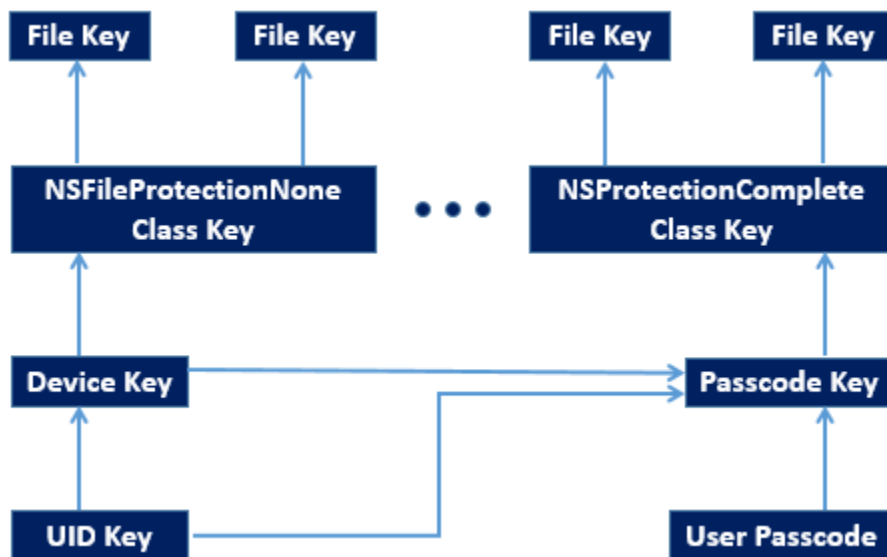 File Key
File Key
File Key
File Key
NSFileProtectionNone
Class Key
NSProtectionComplete
Class Key
Device Key
Passcode Key
UID Key
User Passcode